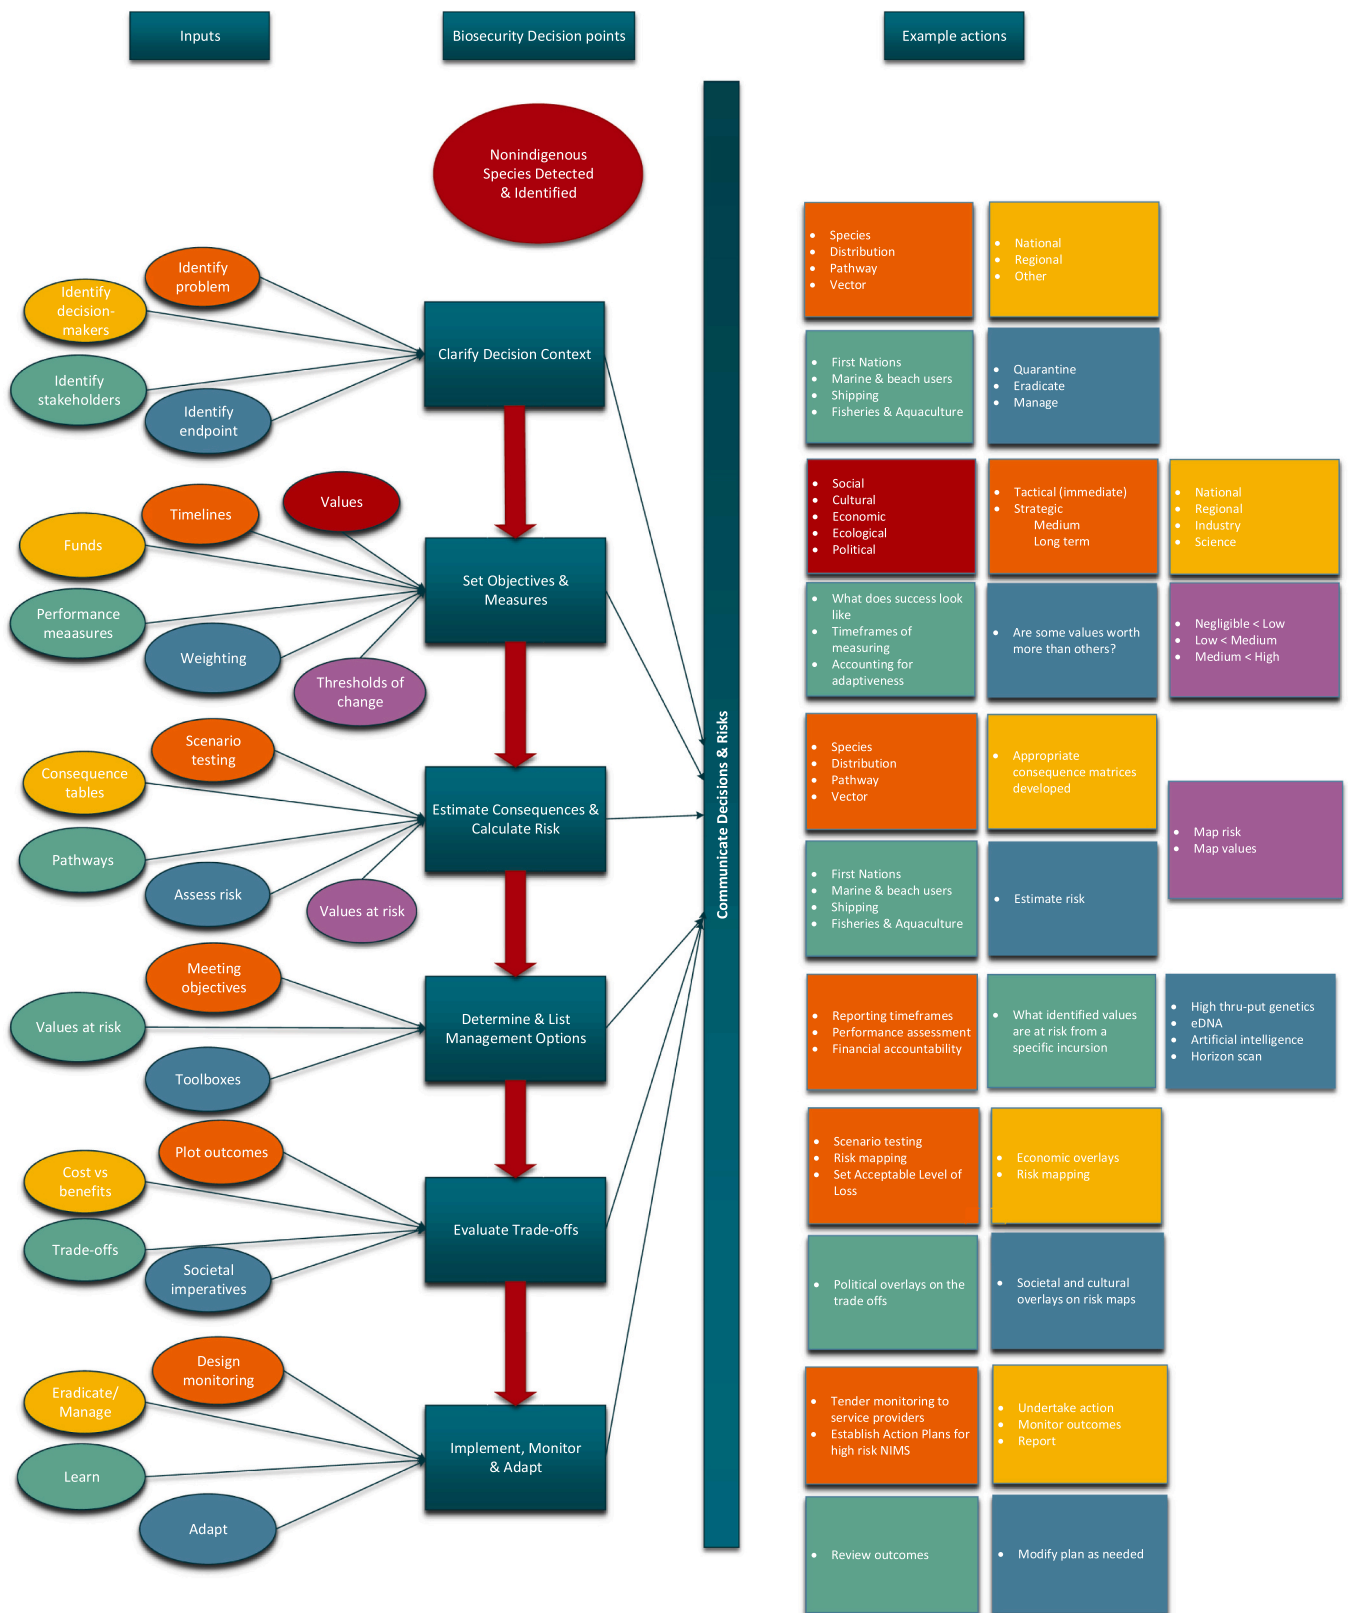 Inputs
Biosecurity Decision points
Example actions
Nonindigenous
Species Detected
& Identified
Identify
problem
Identify
decision-
makers
Identify
stakeholders
Identify
endpoint
Clarify Decision Context
Timelines
Values
Funds
Performance
meaasures
Weighting
Thresholds of
change
Set Objectives &
Measures
Scenario
testing
Consequence
tables
Pathways
Assess risk
Values at risk
Estimate Consequences &
Calculate Risk
Meeting
objectives
Values at risk
Toolboxes
Determine & List
Management Options
Plot outcomes
Cost vs
benefits
Trade-offs
Societal
imperatives
Evaluate Trade-offs
Design
monitoring
Eradicate/
Manage
Learn
Adapt
Implement, Monitor
& Adapt
Communicate Decisions & Risks
• Species
• Distribution
• Pathway
• Vector
• National
• Regional
• Other
• First Nations
• Marine & beach users
• Shipping
• Fisheries & Aquaculture
• Quarantine
• Eradicate
• Manage
• Social
• Cultural
• Economic
• Ecological
• Political
• Tactical (immediate)
• Strategic
Medium
Long term
• National
• Regional
• Industry
• Science
• What does success look
like
• Timeframes of
measuring
• Accounting for
adaptiveness
• Are some values worth
more than others?
• Negligible < Low
• Low < Medium
• Medium < High
• Species
• Distribution
• Pathway
• Vector
• Appropriate
consequence matrices
developed
• Map risk
• Map values
• First Nations
• Marine & beach users
• Shipping
• Fisheries & Aquaculture
• Estimate risk
• Reporting timeframes
• Performance assessment
• Financial accountability
• What identified values
are at risk from a
specific incursion
• High thru-put genetics
• eDNA
• Artificial intelligence
• Horizon scan
• Scenario testing
• Risk mapping
• Set Acceptable Level of
Loss
• Economic overlays
• Risk mapping
• Political overlays on the
trade offs
• Societal and cultural
overlays on risk maps
• Tender monitoring to
service providers
• Establish Action Plans for
high risk NIMS
• Undertake action
• Monitor outcomes
• Report
• Review outcomes
• Modify plan as needed